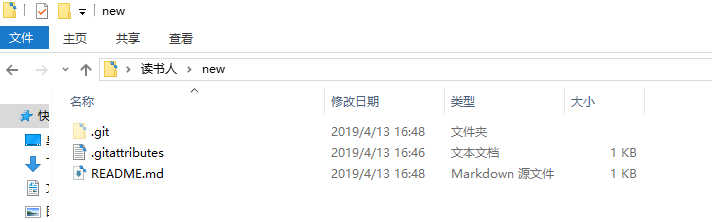 new
文件 主页 共享 查看
读书人 new
名称 修改日期 类型 大小
.git 2019/4/13 16:48 文件夹
.gitattributes 2019/4/13 16:46 文本文档 1 KB
README.md 2019/4/13 16:48 Markdown 源文件 1 KB